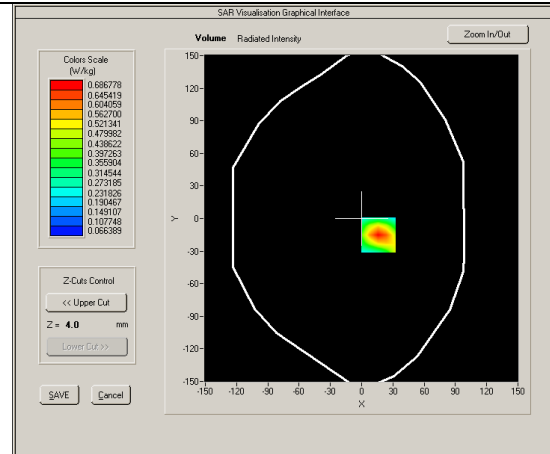 SAR Visualisation Graphical Interface
Volume Radiated Intensity
Zoom In/Out
Colors Scale
(W/kg)
0.686778
0.645419
0.604059
0.562700
0.521341
0.479982
0.438622
0.397263
0.355904
0.314544
0.273185
0.231826
0.190467
0.149107
0.107748
0.066389
Z-Cuts Control
<< Upper Cut
Z = 4.0 mm
Lower Cut >>
SAVE
Cancel
150
120
90
60
30
0
-30
-60
-90
-120
-150
Y
-150 -120 -90 -60 -30 0 30 60 90 120 150
X